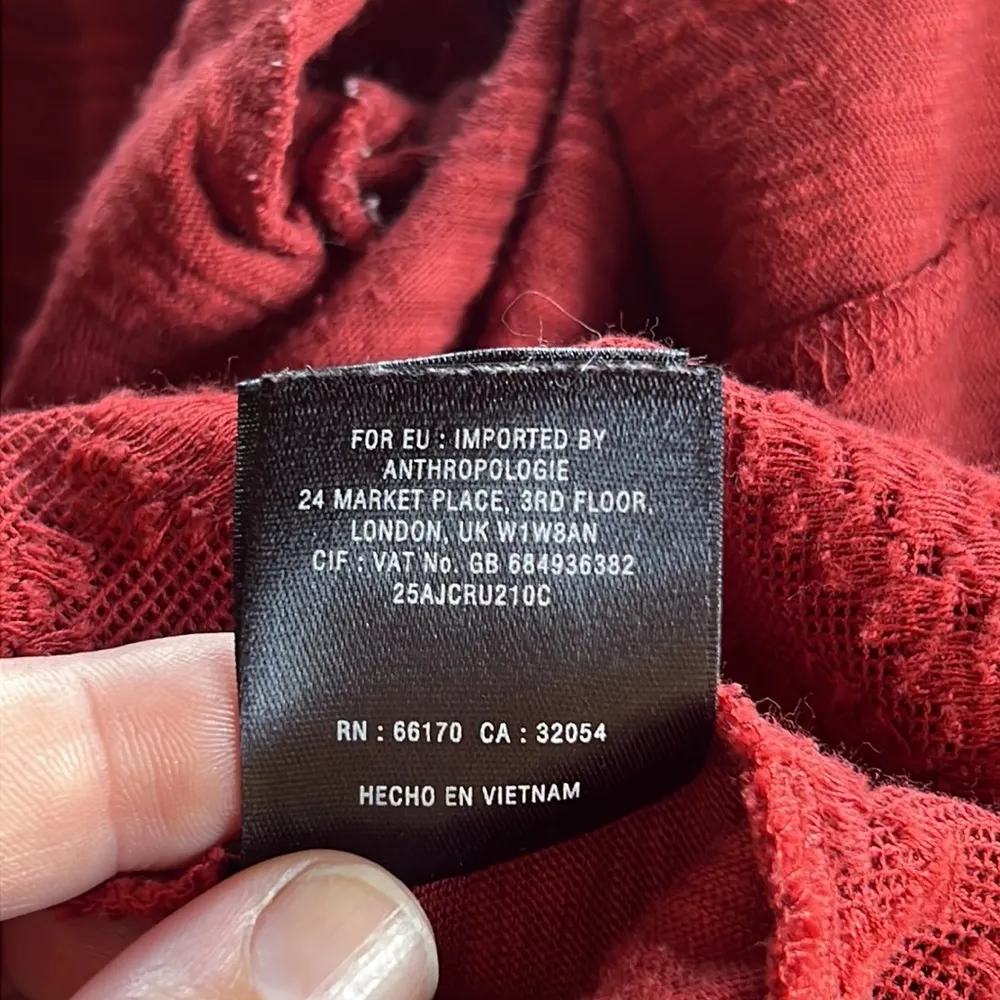 FOR EU : IMPORTED BY
ANTHROPOLOGIE
24 MARKET PLACE, 3RD FLOOR,
LONDON, UK W1W8AN
CIF : VAT No. GB 684936382
25AJCRU210C
RN : 66170 CA : 32054
HECHO EN VIETNAM